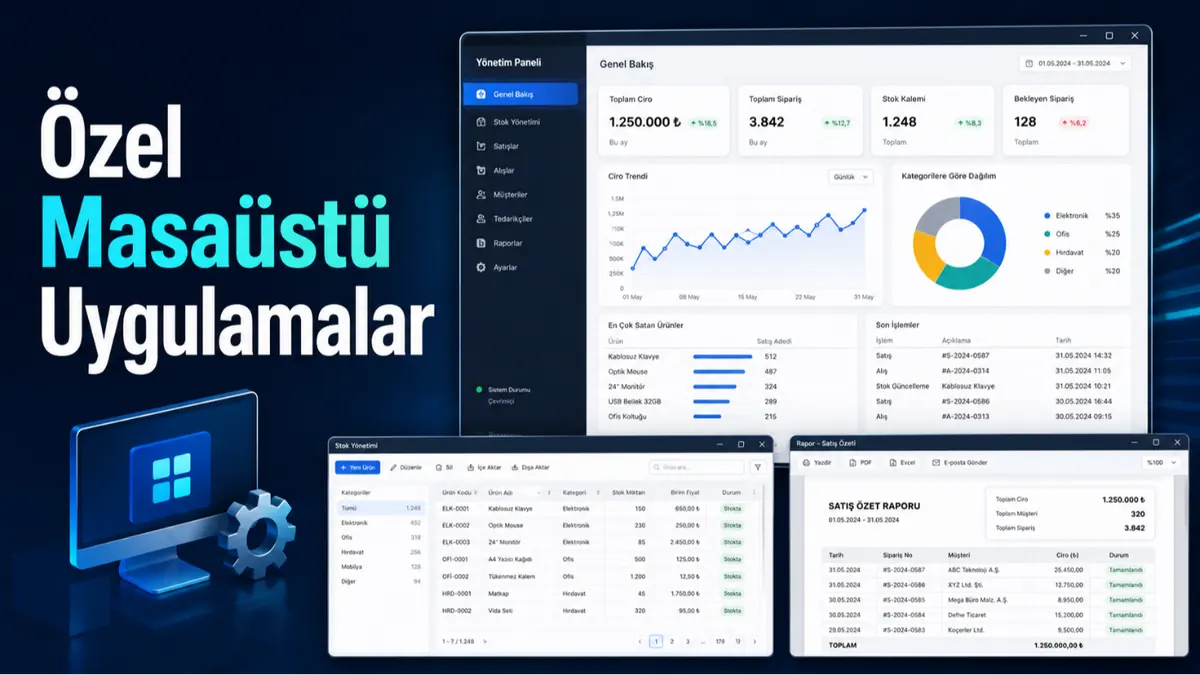 Özel
Masaüstü
Uygulamalar
Yönetim Paneli
Genel Bakış
Stok Yönetimi
Satışlar
Alışlar
Müşteriler
Tedarikçiler
Raporlar
Ayarlar
Sistem Durumu
Çevrimiçi
Genel Bakış
01.05.2024 - 31.05.2024
Toplam Ciro
1.250.000 ₺ %18,5
Bu ay
Toplam Sipariş
3.842 %12,7
Bu ay
Stok Kalemi
1.248 %8,3
Toplam
Bekleyen Sipariş
128 %6,2
Toplam
Ciro Trendi
Günlük
1.5M
1,25M
750K
500K
250K
0
01 May 08 May 15 May 22 May 31 May
Kategorilere Göre Dağılım
Elektronik %35
Ofis %25
Hırdavat %20
Diğer %20
En Çok Satan Ürünler
Ürün Satış Adedi
Kablosuz Klavye 512
Optik Mouse 487
24" Monitör 324
USB Bellek 32GB 289
Ofis Koltuğu 215
Son İşlemler
İşlem Açıklama Tarih
Satış #S-2024-0587 31.05.2024 14:32
Alış #A-2024-0314 31.05.2024 11:05
Stok Güncelleme Kablosuz Klavye 31.05.2024 10:21
Satış #S-2024-0586 30.05.2024 16:44
Alış #A-2024-0313 30.05.2024 09:15
Stok Yönetimi
+ Yeni Ürün Düzenle Sil İçe Aktar Dışa Aktar
Kategoriler
Tümü 1.248
Elektronik 452
Ofis 318
Hırdavat 256
Mobilya 128
Diğer 94
Ürün Kodu Ürün Adı Kategori Stok Miktarı Birim Fiyat Durum
ELK-0001 Kablosuz Klavye Elektronik 150 650,00 ₺ Stokta
ELK-0002 Optik Mouse Elektronik 230 250,00 ₺ Stokta
ELK-0003 24" Monitör Elektronik 85 2.450,00 ₺ Stokta
OFİ-0001 A4 Yazıcı Kağıdı Ofis 500 125,00 ₺ Stokta
OFİ-0002 Tükenmez Kalem Ofis 1.200 12,50 ₺ Stokta
HRD-0001 Matkap Hırdavat 45 1.750,00 ₺ Stokta
HRD-0002 Vida Seti Hırdavat 320 95,00 ₺ Stokta
1 - 7 / 1.248 >
< 1 2 3 ... 178 >
Rapor - Satış Özeti
Yazdır PDF Excel E-posta Gönder %100
SATIŞ ÖZET RAPORU
01.05.2024 - 31.05.2024
Toplam Ciro 1.250.000 ₺
Toplam Müşteri 320
Toplam Sipariş 3.842
Tarih Sipariş No Müşteri Ciro (₺) Durum
31.05.2024 #S-2024-0587 ABC Teknoloji A.Ş. 25.450,00 Tamamlandı
31.05.2024 #S-2024-0586 XYZ Ltd. Şti. 12.750,00 Tamamlandı
30.05.2024 #S-2024-0585 Mega Büro Malz. A.Ş. 8.950,00 Tamamlandı
30.05.2024 #S-2024-0584 Defne Ticaret 15,200,00 Tamamlandı
29.05.2024 #S-2024-0583 Koçerler Ltd. 9,500,00 Tamamlandı
TOPLAM 1.250.000,00 ₺